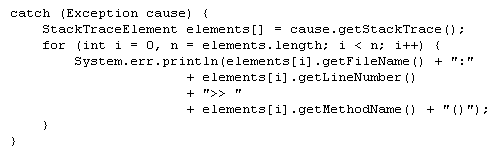 catch (Exception cause) {
    StackTraceElement elements[] = cause.getStackTrace();
    for (int i = 0, n = elements.length; i < n; i++) {
        System.err.println(elements[i].getFileName() + ":"
                      + elements[i].getLineNumber()
                      + ">> "
                      + elements[i].getMethodName() + "()");
    }
}